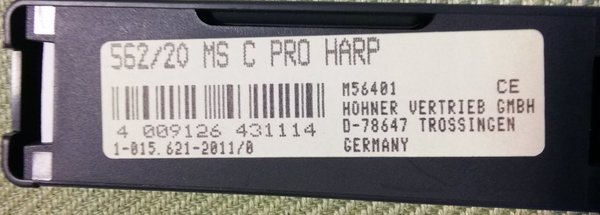 562/20 MS C PRO HARP
M56401 CE
HOHNER VERTRIEB GMBH
4 009126 431114
D-78647 TROSSINGEN
1-015.621-2011/0
GERMANY